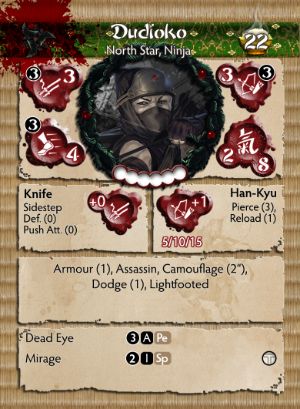 Dudioko
North Star, Ninja
22
3 3
3 3
3 4
氣
2 8
Knife
Sidestep
Def. (0)
Push Att. (0)
+0
+1
5/10/15
Han-Kyu
Pierce (3),
Reload (1)
Armour (1), Assassin, Camouflage (2"),
Dodge (1), Lightfooted
Dead Eye 3 A Pe
Mirage 2 I Sp